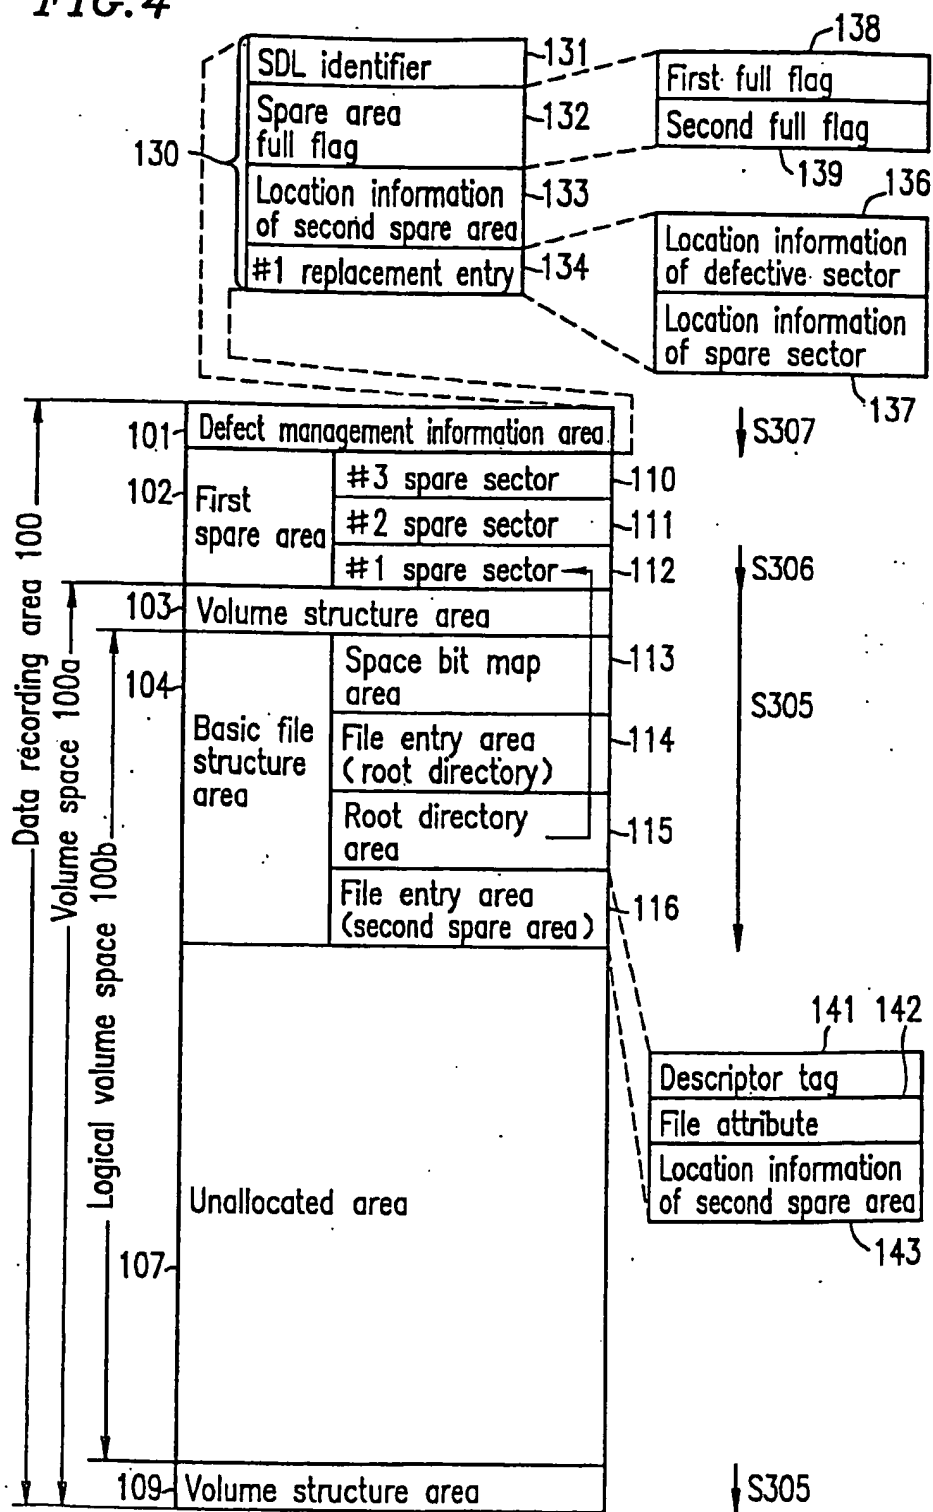 FIG. 4
130
SDL identifier
131
Spare area
full flag
132
Location information
of second spare area
133
#1 replacement entry
134
138
First full flag
Second full flag
139
136
Location information
of defective sector
Location information
of spare sector
137
Data recording area 100
Volume space 100a
Logical volume space 100b
101
Defect management information area
S307
102
First
spare area
#3 spare sector
110
#2 spare sector
111
#1 spare sector
112
S306
103
Volume structure area
104
Basic file
structure
area
Space bit map
area
113
S305
File entry area
(root directory)
114
Root directory
area
115
File entry area
(second spare area)
116
141
142
Descriptor tag
File attribute
Location information
of second spare area
143
Unallocated area
107
109
Volume structure area
S305